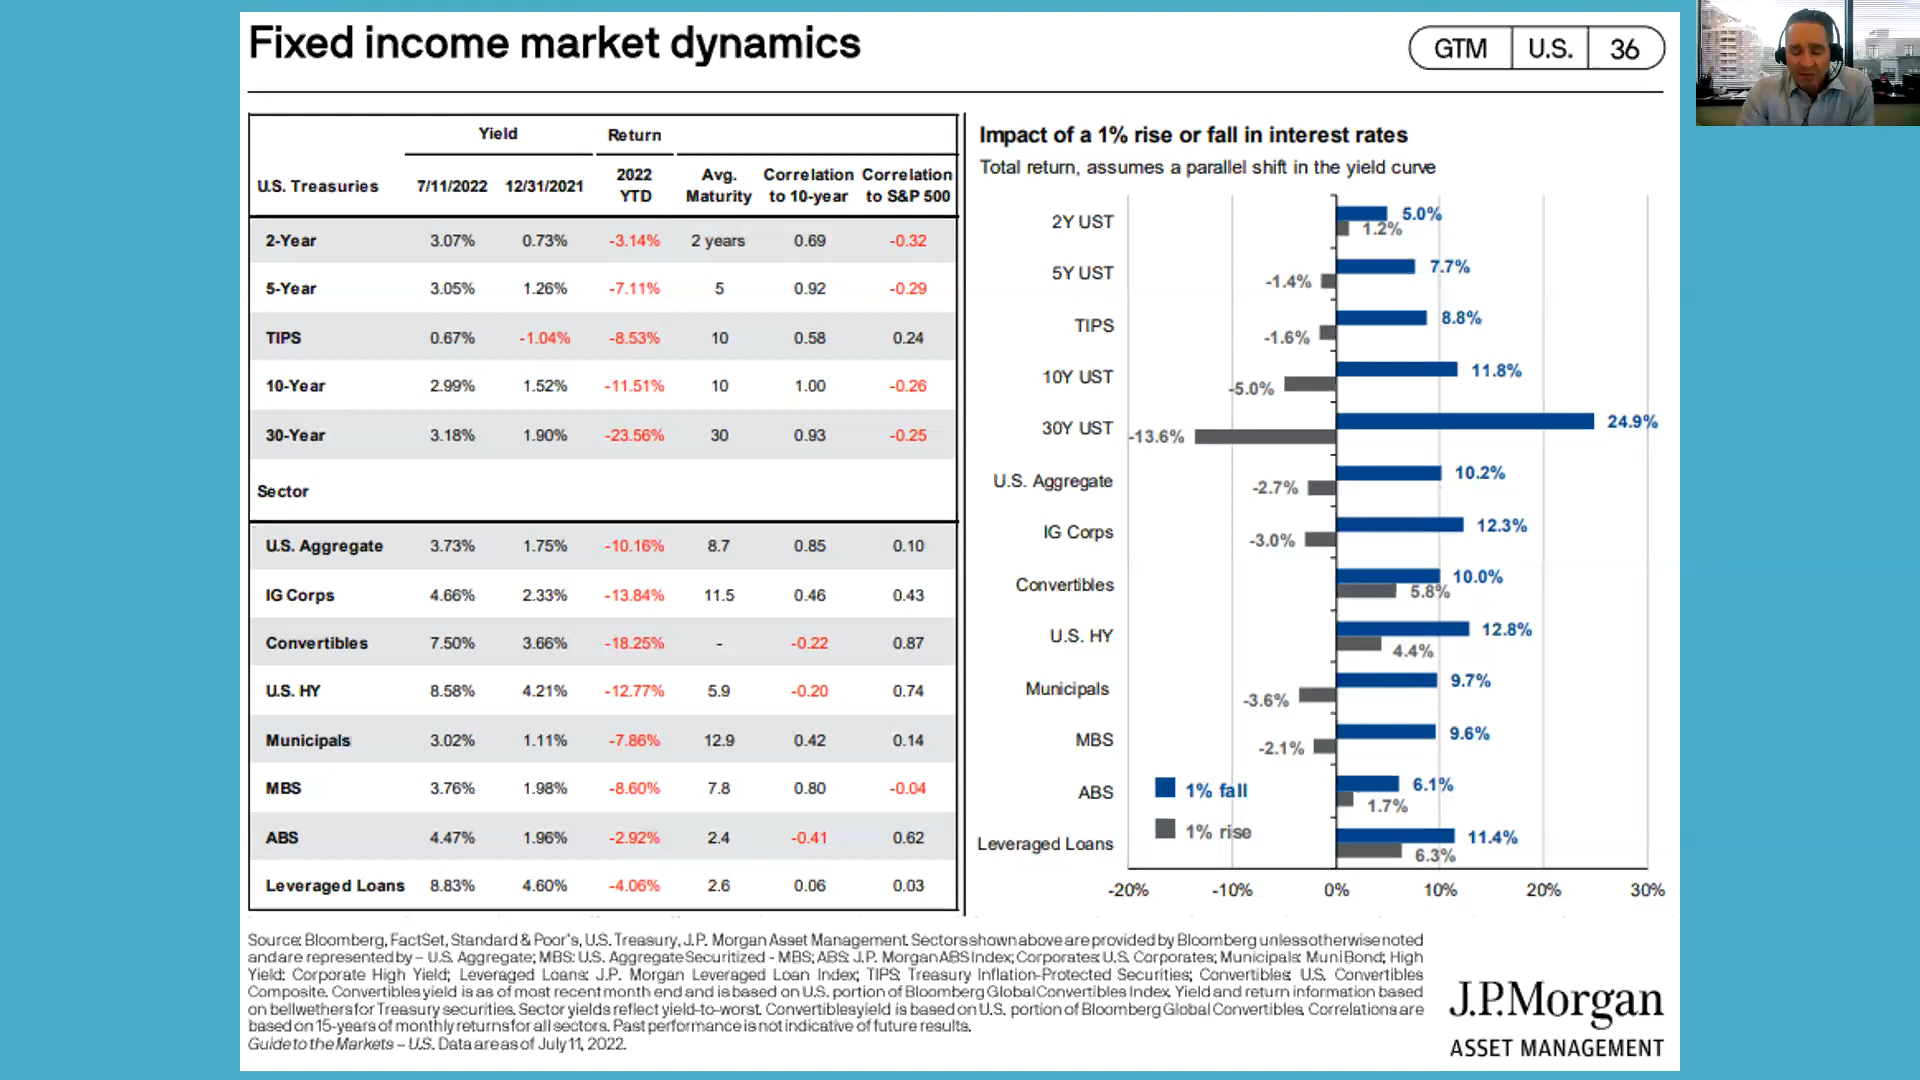 Fixed income market dynamics
GTM U.S. 36
Yield Return
U.S. Treasuries 7/11/2022 12/31/2021 2022 YTD Avg. Maturity Correlation to 10-year Correlation to S&P 500
2-Year 3.07% 0.73% -3.14% 2 years 0.69 -0.32
5-Year 3.05% 1.26% -7.11% 5 0.92 -0.29
TIPS 0.67% -1.04% -8.53% 10 0.58 0.24
10-Year 2.99% 1.52% -11.51% 10 1.00 -0.26
30-Year 3.18% 1.90% -23.56% 30 0.93 -0.25
Sector
U.S. Aggregate 3.73% 1.75% -10.16% 8.7 0.85 0.10
IG Corps 4.66% 2.33% -13.84% 11.5 0.46 0.43
Convertibles 7.50% 3.66% -18.25% - -0.22 0.87
U.S. HY 8.58% 4.21% -12.77% 5.9 -0.20 0.74
Municipals 3.02% 1.11% -7.86% 12.9 0.42 0.14
MBS 3.76% 1.98% -8.60% 7.8 0.80 -0.04
ABS 4.47% 1.96% -2.92% 2.4 -0.41 0.62
Leveraged Loans 8.83% 4.60% -4.06% 2.6 0.06 0.03
Impact of a 1% rise or fall in interest rates
Total return, assumes a parallel shift in the yield curve
2Y UST 5.0% 1.2%
5Y UST -1.4% 7.7%
TIPS -1.6% 8.8%
10Y UST -5.0% 11.8%
30Y UST -13.6% 24.9%
U.S. Aggregate -2.7% 10.2%
IG Corps -3.0% 12.3%
Convertibles 10.0% 5.8%
U.S. HY 12.8% 4.4%
Municipals -3.6% 9.7%
MBS -2.1% 9.6%
ABS 6.1% 1.7%
Leveraged Loans 11.4% 6.3%
1% fall
1% rise
-20% -10% 0% 10% 20% 30%
Source: Bloomberg, FactSet, Standard & Poor's, U.S. Treasury, J.P. Morgan Asset Management. Sectors shown above are provided by Bloomberg unless otherwise noted
and are represented by – U.S. Aggregate; MBS: U.S. Aggregate Securitized - MBS; ABS: J.P. Morgan ABS Index; Corporates: U.S. Corporates; Municipals: Muni Bond; High
Yield: Corporate High Yield; Leveraged Loans: J.P. Morgan Leveraged Loan Index; TIPS: Treasury Inflation-Protected Securities; Convertibles: U.S. Convertibles
Composite. Convertibles yield is as of most recent month end and is based on U.S. portion of Bloomberg Global Convertibles Index. Yield and return information based
on bellwethers for Treasury securities. Sector yields reflect yield-to-worst. Convertibles yield is based on U.S. portion of Bloomberg Global Convertibles. Correlations are
based on 15-years of monthly returns for all sectors. Past performance is not indicative of future results.
Guide to the Markets – U.S. Data are as of July 11, 2022.
J.P.Morgan
ASSET MANAGEMENT